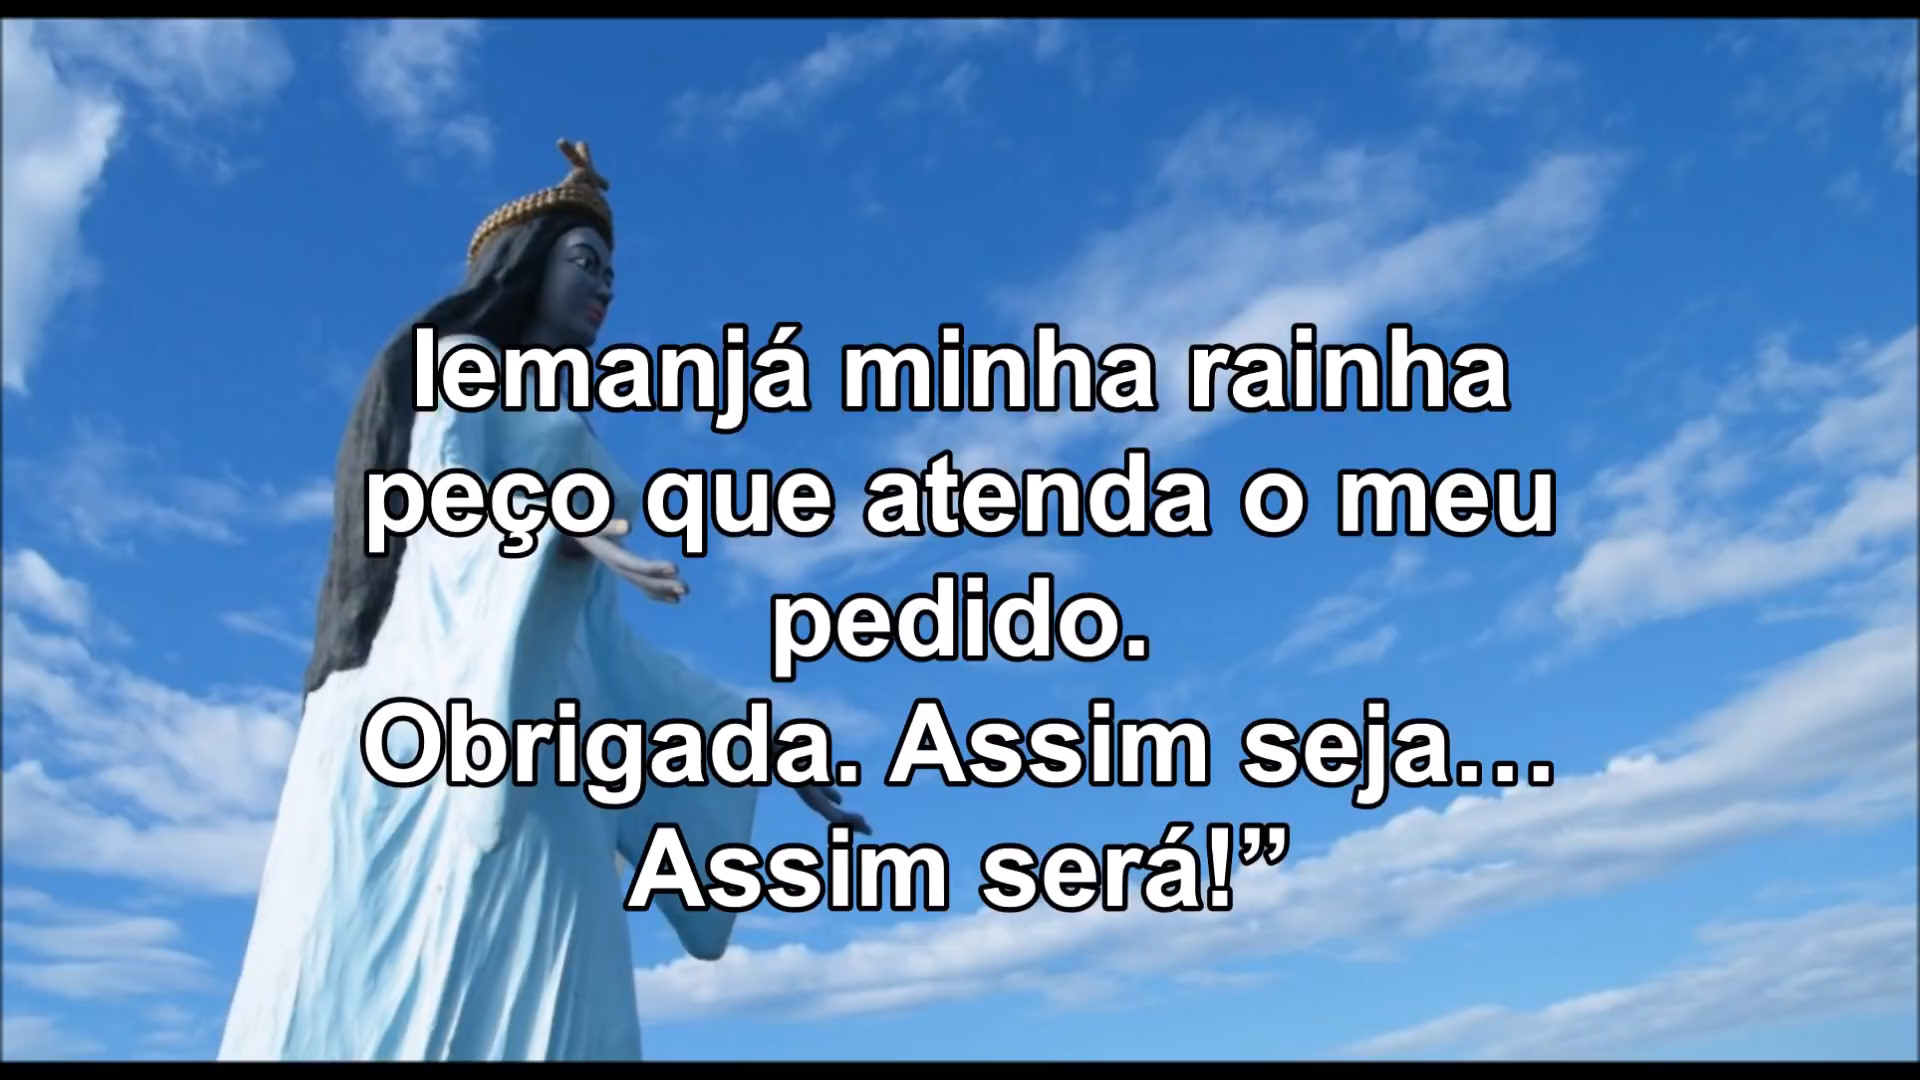 Iemanjá minha rainha
peço que atenda o meu
pedido.
Obrigada. Assim seja…
Assim será!”